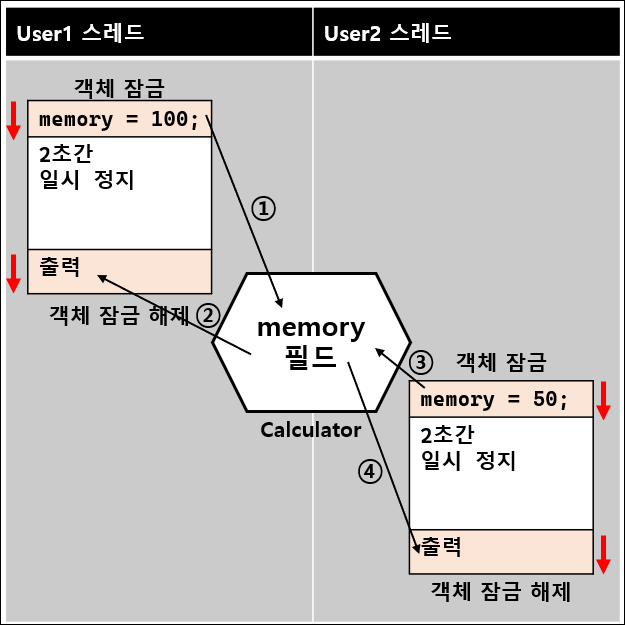 User1 스레드
User2 스레드
객체 잠금
memory = 100;
2초간
일시 정지
①
출력
객체 잠금 해제
②
memory
필드
Calculator
③
객체 잠금
memory = 50;
2초간
일시 정지
④
출력
객체 잠금 해제